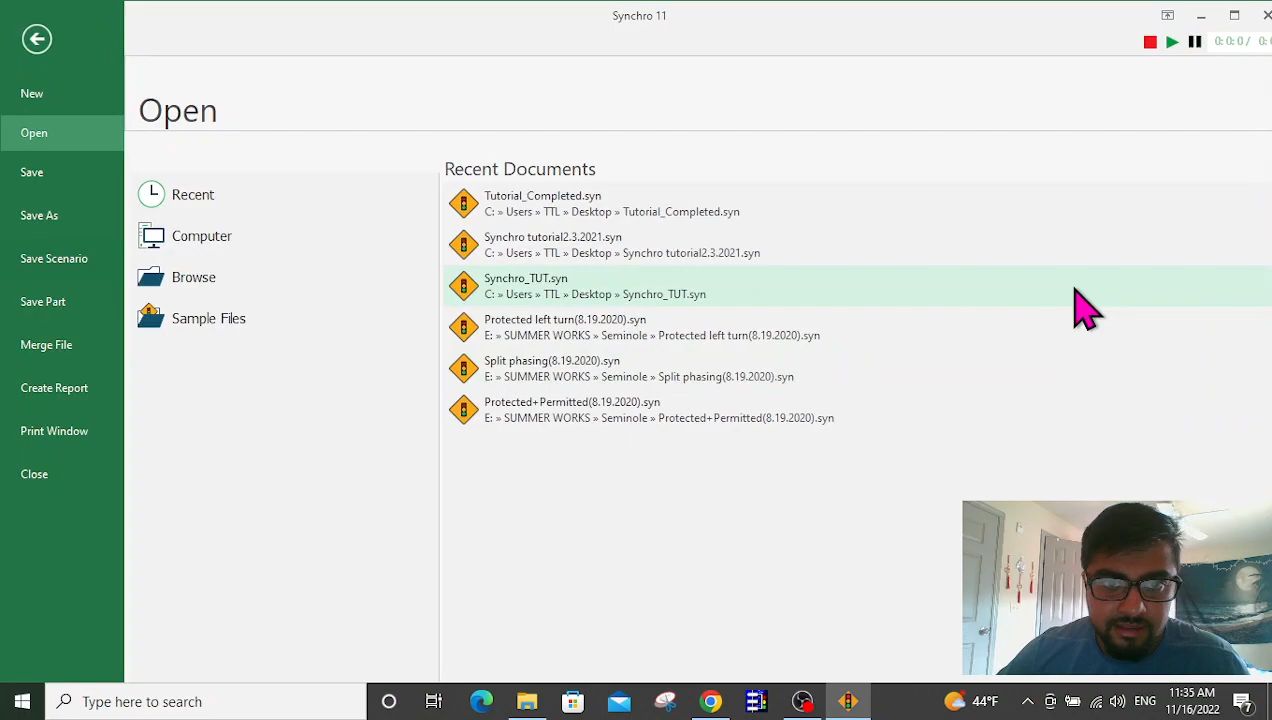 Synchro 11
0:0:0 / 0:
New
Open
Save
Save As
Save Scenario
Save Part
Merge File
Create Report
Print Window
Close
Open
Recent
Computer
Browse
Sample Files
Recent Documents
Tutorial_Completed.syn
C: » Users » TTL » Desktop » Tutorial_Completed.syn
Synchro tutorial2.3.2021.syn
C: » Users » TTL » Desktop » Synchro tutorial2.3.2021.syn
Synchro_TUT.syn
C: » Users » TTL » Desktop » Synchro_TUT.syn
Protected left turn(8.19.2020).syn
E: » SUMMER WORKS » Seminole » Protected left turn(8.19.2020).syn
Split phasing(8.19.2020).syn
E: » SUMMER WORKS » Seminole » Split phasing(8.19.2020).syn
Protected+Permitted(8.19.2020).syn
E: » SUMMER WORKS » Seminole » Protected+Permitted(8.19.2020).syn
Type here to search
44°F
ENG
11:35 AM
11/16/2022
7